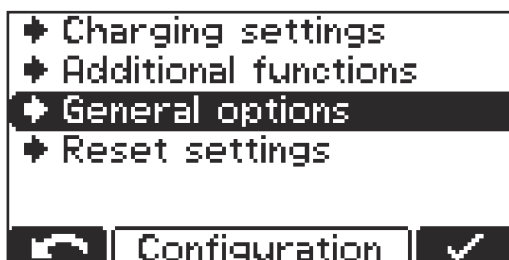 Charging settings
Additional functions
General options
Reset settings
Configuration